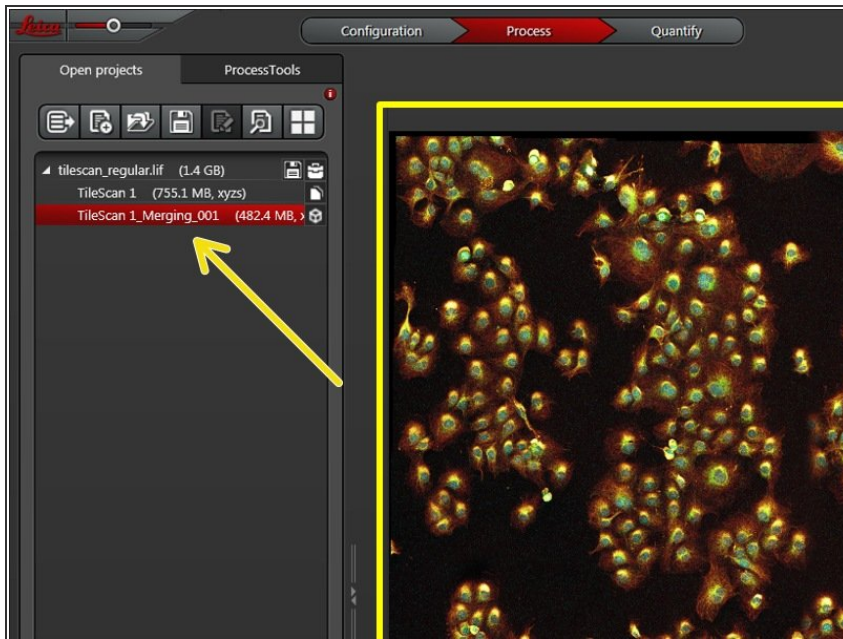 Leica
Configuration
Process
Quantify
Open projects
ProcessTools
tilescan_regular.lif (1.4 GB)
TileScan 1 (755.1 MB, xyzs)
TileScan 1_Merging_001 (482.4 MB, x